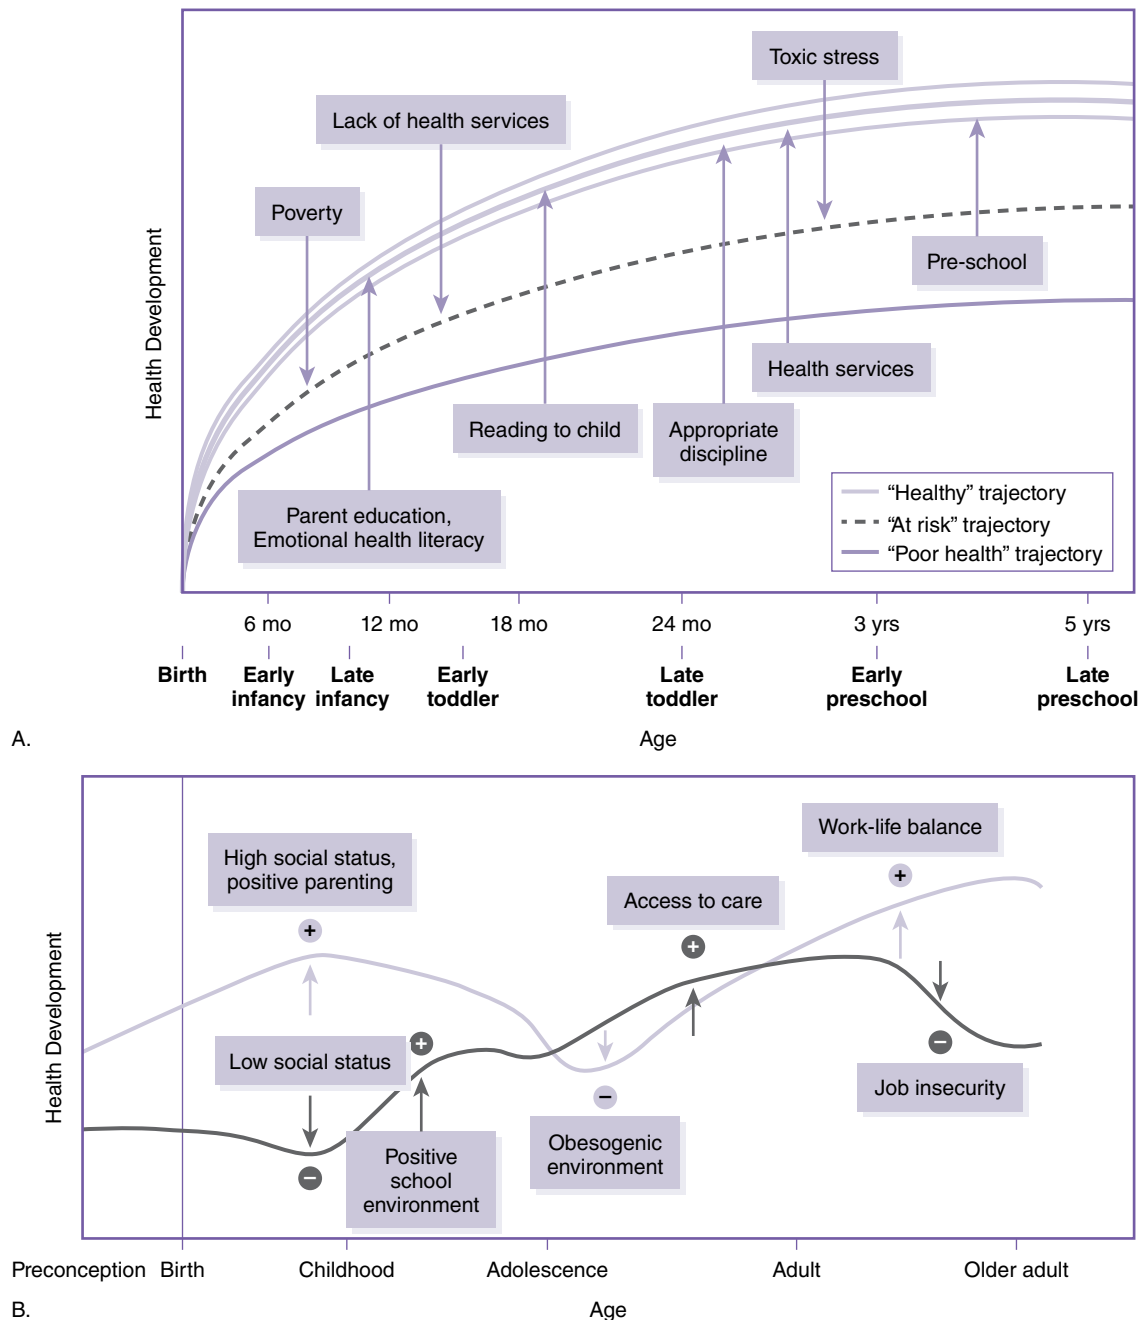 Toxic stress
Lack of health services
Poverty
Pre-school
Health services
Reading to child
Appropriate
discipline
Parent education,
Emotional health literacy
“Healthy” trajectory
“At risk” trajectory
“Poor health” trajectory
Health Development
6 mo
12 mo
18 mo
24 mo
3 yrs
5 yrs
Birth
Early
infancy
Late
infancy
Early
toddler
Late
toddler
Early
preschool
Late
preschool
A.
Age
Work-life balance
High social status,
positive parenting
+
+
Access to care
+
Low social status
+
−
Positive
school
environment
−
Obesogenic
environment
−
Job insecurity
Health Development
Preconception
Birth
Childhood
Adolescence
Adult
Older adult
B.
Age